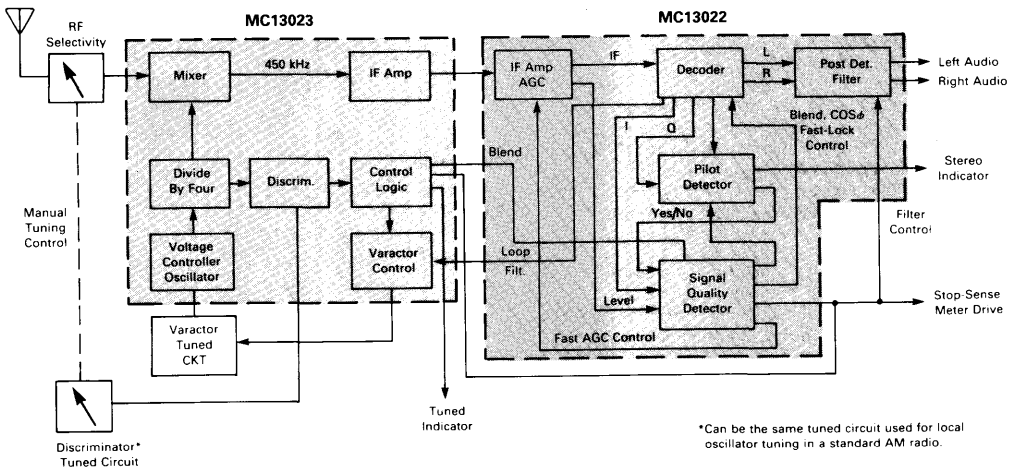 MC13023
MC13022
RF
Selectivity
Mixer
450 kHz
IF Amp
IF Amp
AGC
IF
Decoder
L
R
Post Det.
Filter
Left Audio
Right Audio
Blend, COSϕ
Fast-Lock
Control
I
Q
Blend
Divide
By Four
Discrim.
Control
Logic
Pilot
Detector
Stereo
Indicator
Manual
Tuning
Control
Yes/No
Filter
Control
Voltage
Controller
Oscillator
Varactor
Control
Loop
Filt.
Signal
Quality
Detector
Level
Stop-Sense
Meter Drive
Varactor
Tuned
CKT
Fast AGC Control
Tuned
Indicator
Discriminator*
Tuned Circuit
*Can be the same tuned circuit used for local
oscillator tuning in a standard AM radio.